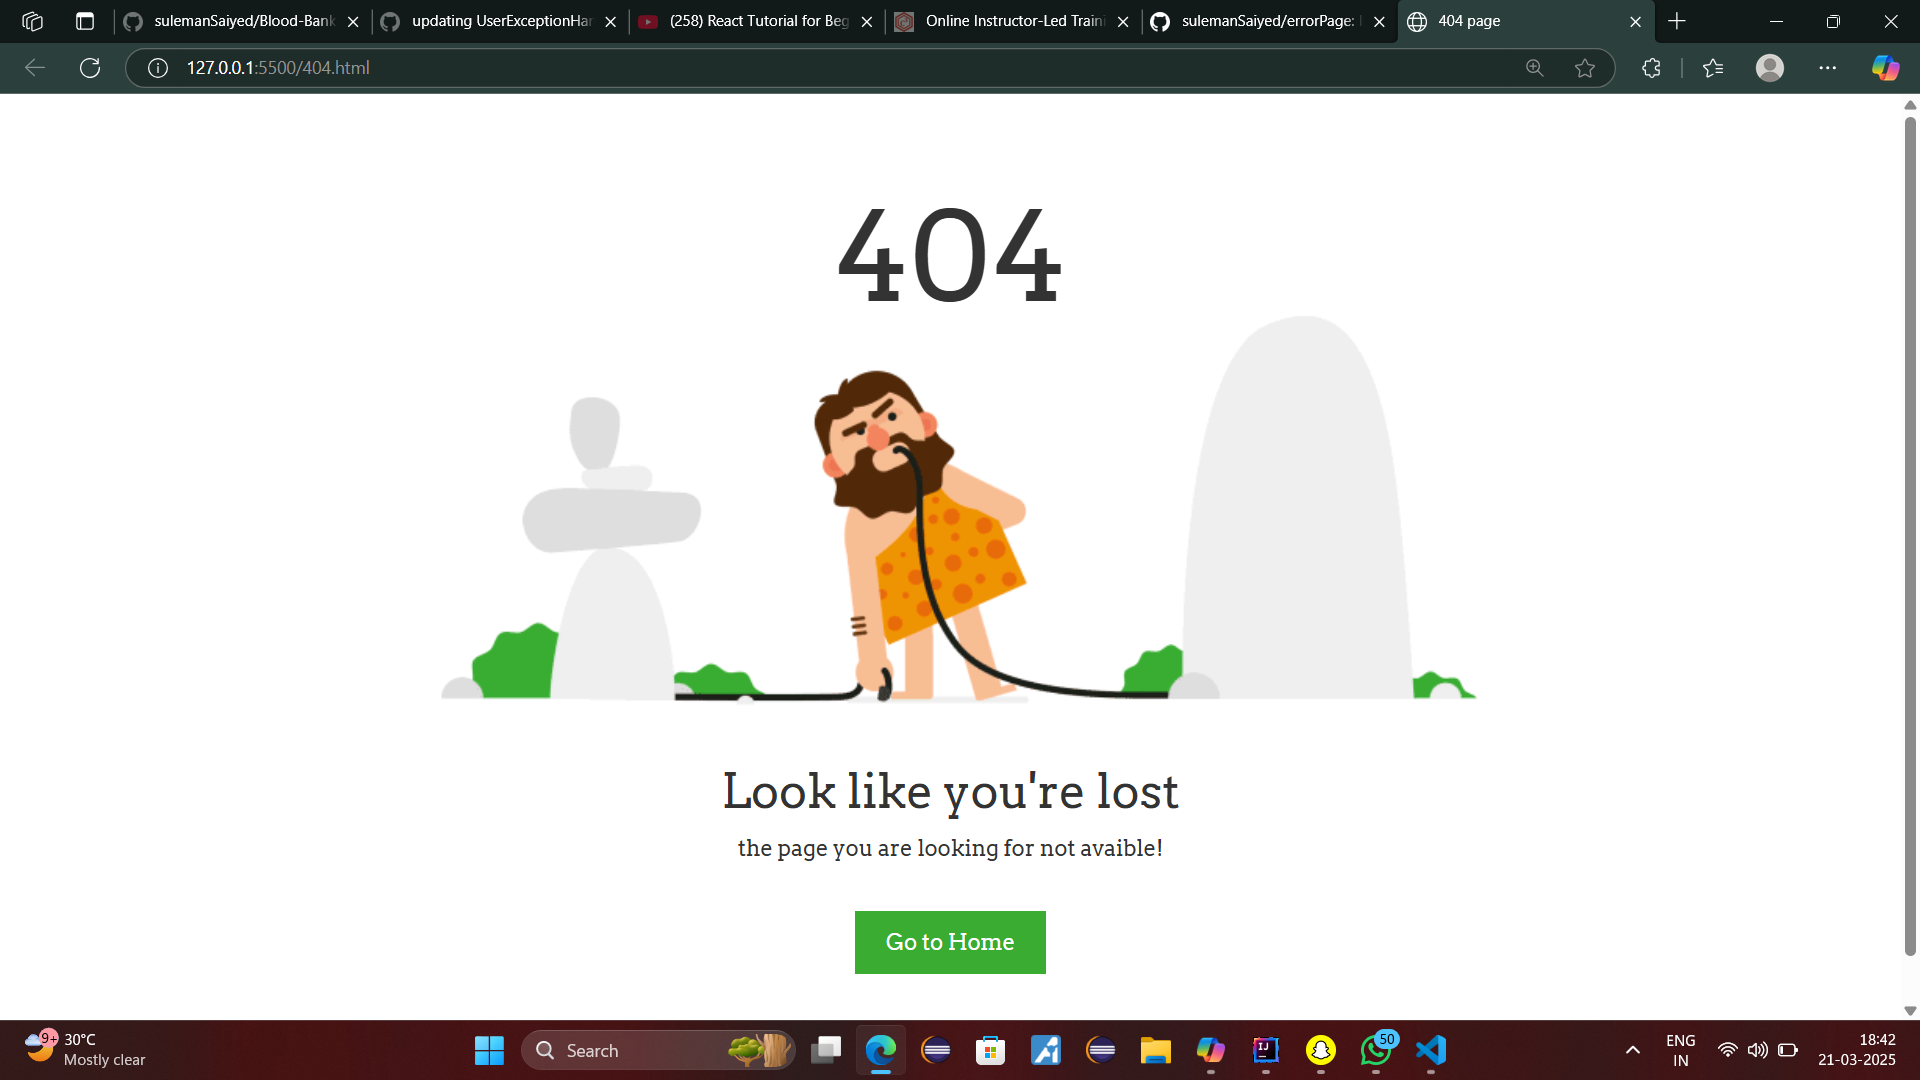 sulemanSaiyed/Blood-Bank
updating UserExceptionHan
(258) React Tutorial for Beg
Online Instructor-Led Traini
sulemanSaiyed/errorPage:
404 page
127.0.0.1:5500/404.html
404
Look like you're lost
the page you are looking for not avaible!
Go to Home
9+
30°C
Mostly clear
Search
IJ
50
ENG
IN
18:42
21-03-2025